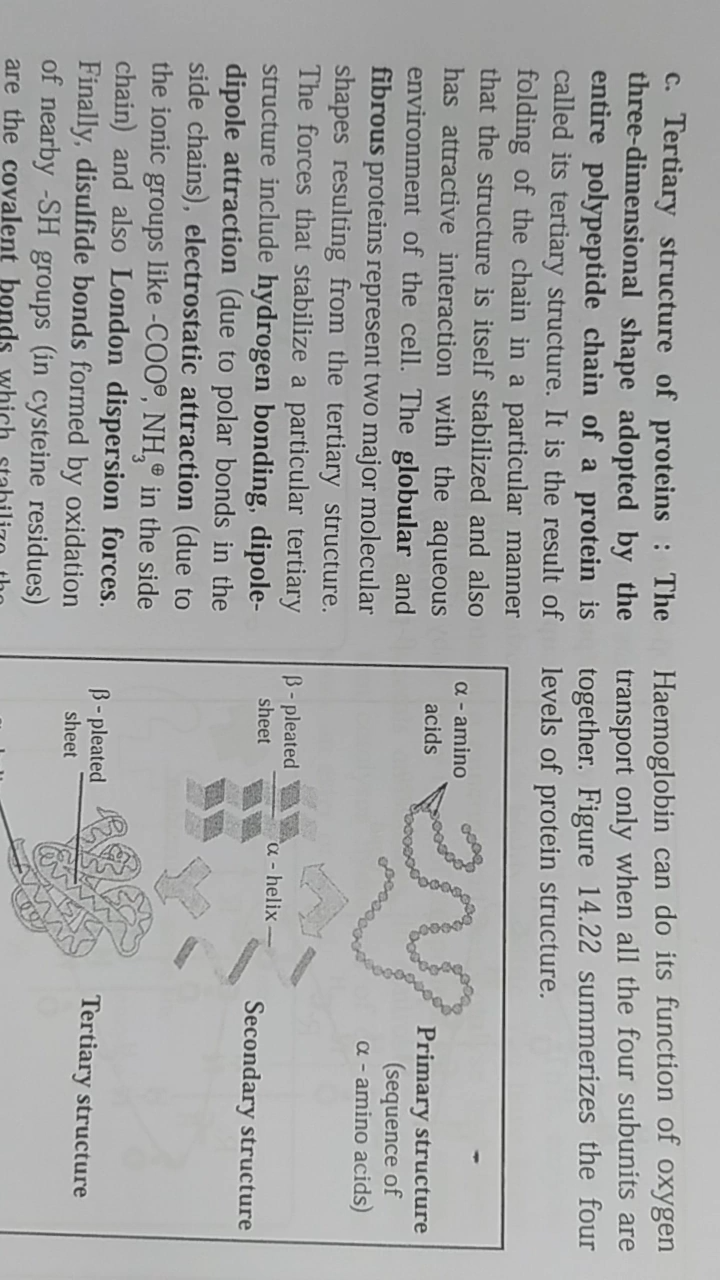 c. Tertiary structure of proteins : The
three-dimensional shape adopted by the
entire polypeptide chain of a protein is
called its tertiary structure. It is the result of
folding of the chain in a particular manner
that the structure is itself stabilized and also
has attractive interaction with the aqueous
environment of the cell. The globular and
fibrous proteins represent two major molecular
shapes resulting from the tertiary structure.
The forces that stabilize a particular tertiary
structure include hydrogen bonding, dipole-
dipole attraction (due to polar bonds in the
side chains), electrostatic attraction (due to
the ionic groups like -COO⊖, NH₃⊕ in the side
chain) and also London dispersion forces.
Finally, disulfide bonds formed by oxidation
of nearby -SH groups (in cysteine residues)
are the covalent bonds which stabilize the
Haemoglobin can do its function of oxygen
transport only when all the four subunits are
together. Figure 14.22 summerizes the four
levels of protein structure.
α - amino
acids
Primary structure
(sequence of
α - amino acids)
β - pleated
sheet
α - helix
Secondary structure
β - pleated
sheet
Tertiary structure